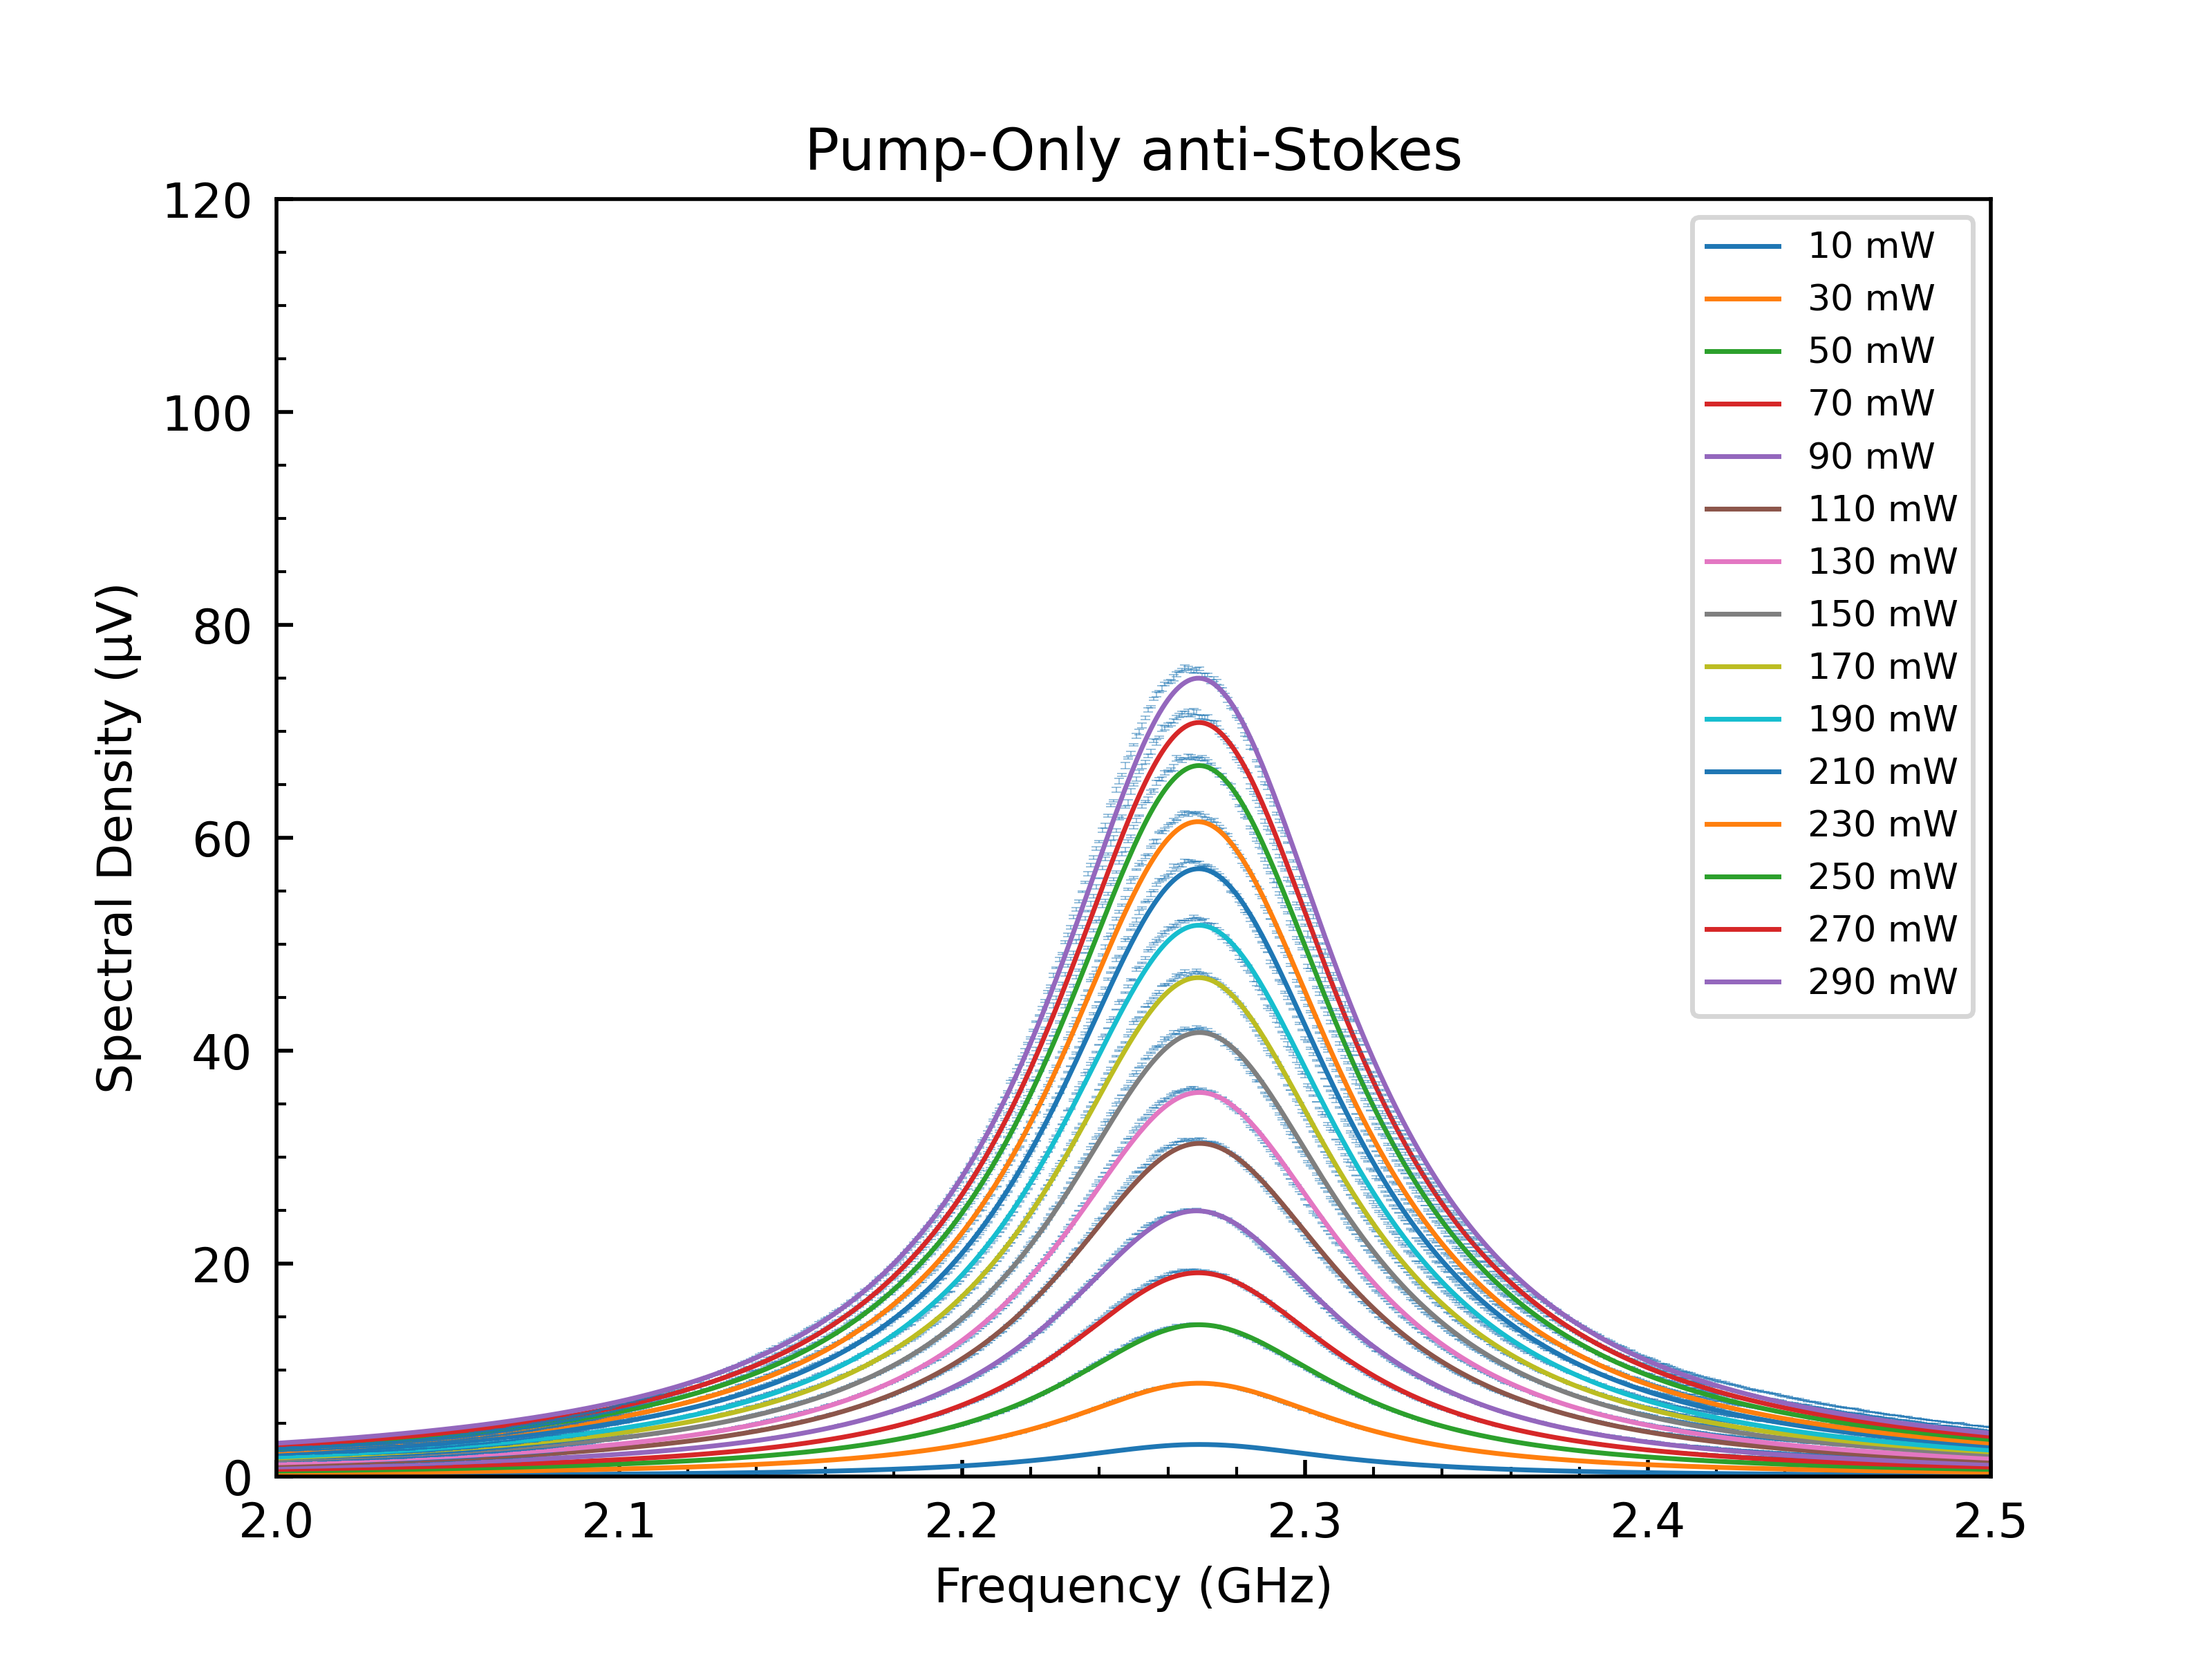 Pump-Only anti-Stokes
120
100
80
60
40
20
0
Spectral Density (µV)
2.0 2.1 2.2 2.3 2.4 2.5
Frequency (GHz)
10 mW
30 mW
50 mW
70 mW
90 mW
110 mW
130 mW
150 mW
170 mW
190 mW
210 mW
230 mW
250 mW
270 mW
290 mW